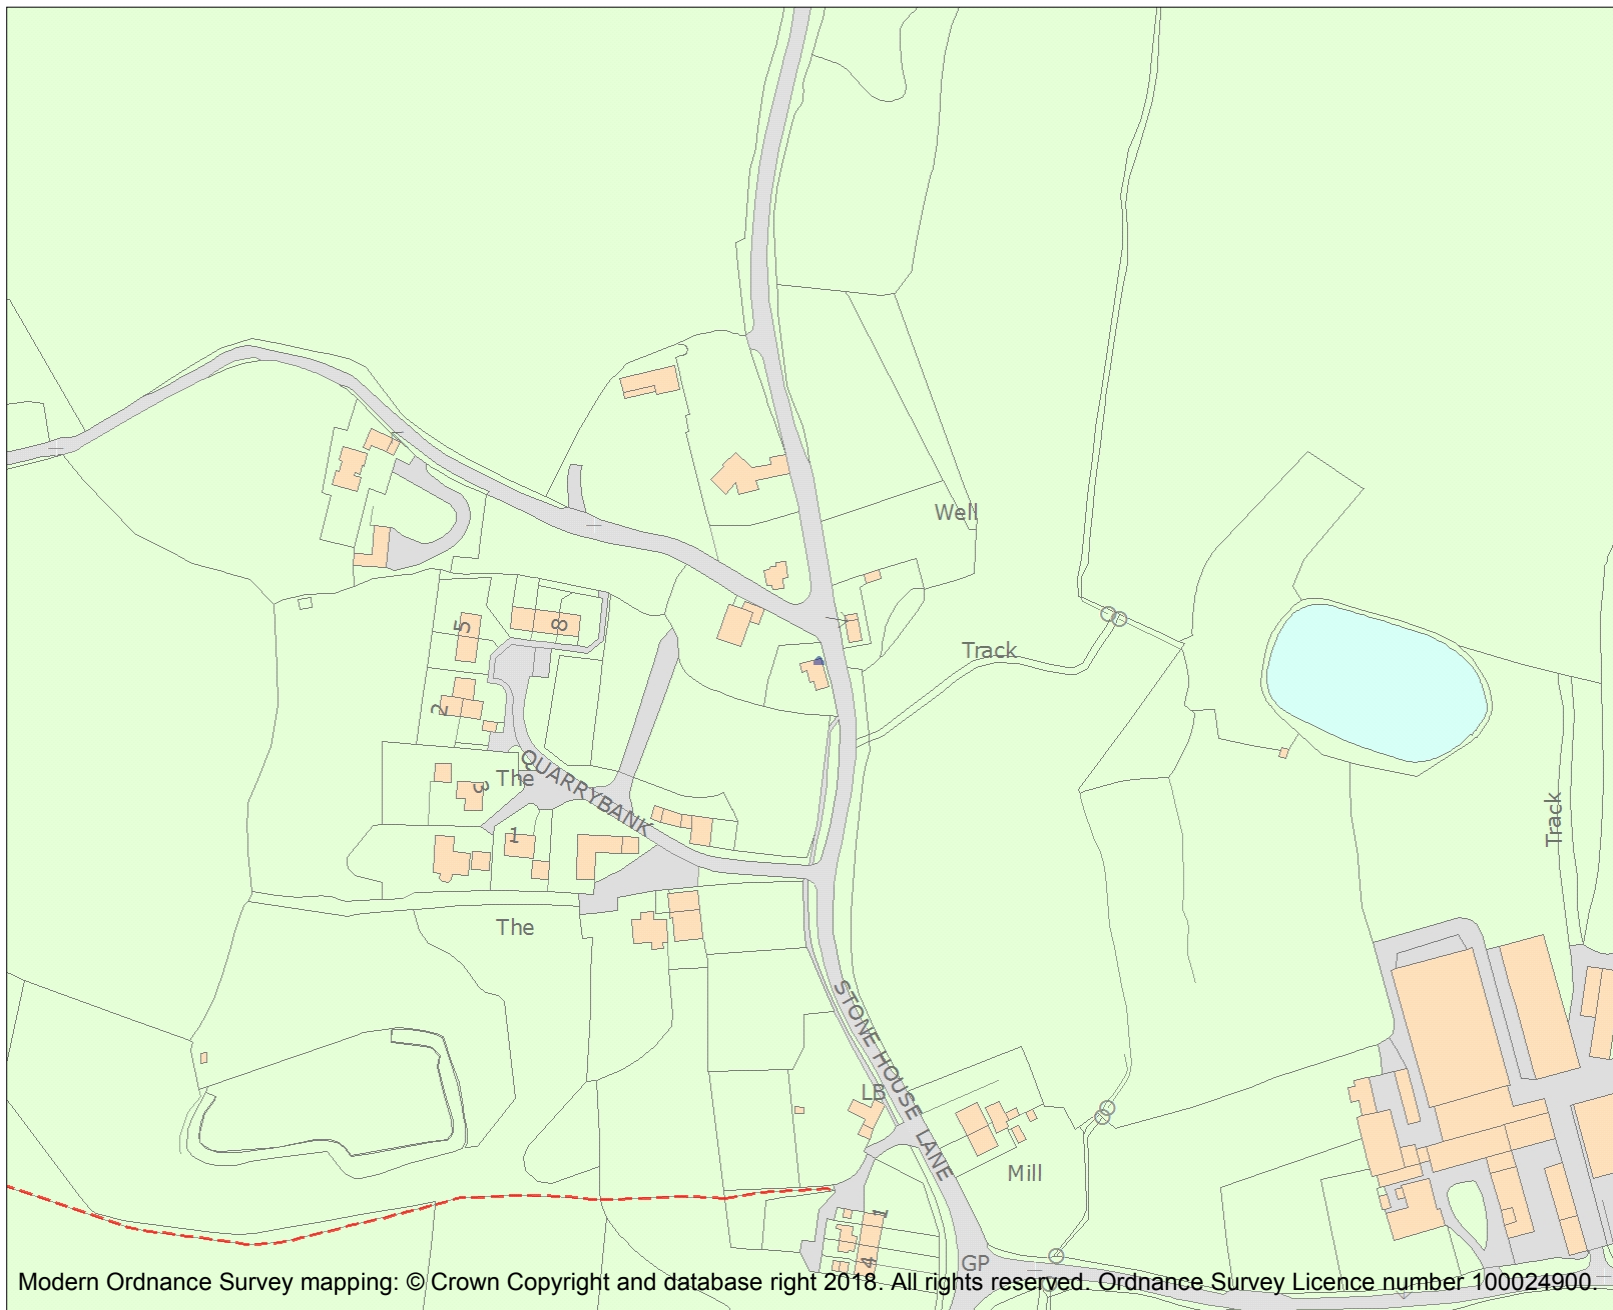 Well
5
8
Track
2
QUARRYBANK
The
3
1
Track
The
STONE HOUSE LANE
LB
Mill
1
4
GP
Modern Ordnance Survey mapping: © Crown Copyright and database right 2018. All rights reserved. Ordnance Survey Licence number 100024900.